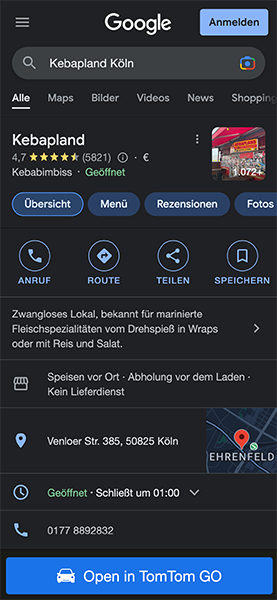 Google
Anmelden
Kebapland Köln
Alle Maps Bilder Videos News Shopping
Kebapland
4,7 (5821) · €
Kebabimbiss · Geöffnet
1.072+
Übersicht Menü Rezensionen Fotos
ANRUF ROUTE TEILEN SPEICHERN
Zwangloses Lokal, bekannt für marinierte
Fleischspezialitäten vom Drehspieß in Wraps
oder mit Reis und Salat.
Speisen vor Ort · Abholung vor dem Laden ·
Kein Lieferdienst
Venloer Str. 385, 50825 Köln
EHRENFELD
Geöffnet · Schließt um 01:00
0177 8892832
Open in TomTom GO